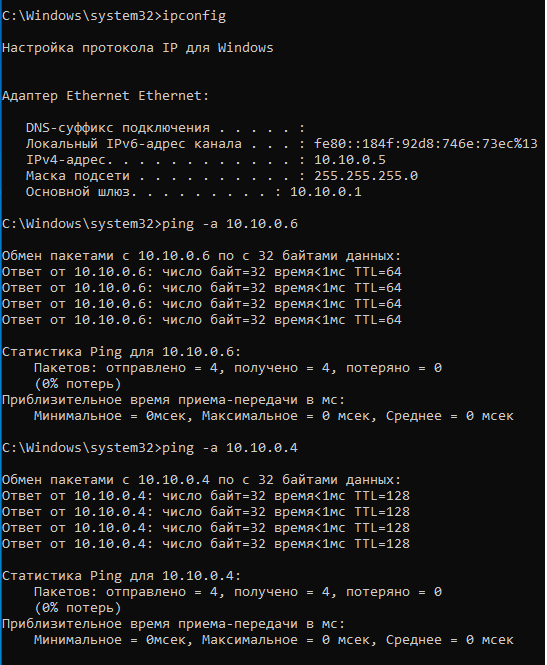 C:\Windows\system32>ipconfig
Настройка протокола IP для Windows
Адаптер Ethernet Ethernet:
DNS-суффикс подключения . . . . . :
Локальный IPv6-адрес канала . . . : fe80::184f:92d8:746e:73ec%13
IPv4-адрес. . . . . . . . . . . . : 10.10.0.5
Маска подсети . . . . . . . . . . : 255.255.255.0
Основной шлюз. . . . . . . . . : 10.10.0.1
C:\Windows\system32>ping -a 10.10.0.6
Обмен пакетами с 10.10.0.6 по с 32 байтами данных:
Ответ от 10.10.0.6: число байт=32 время<1мс TTL=64
Ответ от 10.10.0.6: число байт=32 время<1мс TTL=64
Ответ от 10.10.0.6: число байт=32 время<1мс TTL=64
Ответ от 10.10.0.6: число байт=32 время<1мс TTL=64
Статистика Ping для 10.10.0.6:
Пакетов: отправлено = 4, получено = 4, потеряно = 0
(0% потерь)
Приблизительное время приема-передачи в мс:
Минимальное = 0мсек, Максимальное = 0 мсек, Среднее = 0 мсек
C:\Windows\system32>ping -a 10.10.0.4
Обмен пакетами с 10.10.0.4 по с 32 байтами данных:
Ответ от 10.10.0.4: число байт=32 время<1мс TTL=128
Ответ от 10.10.0.4: число байт=32 время<1мс TTL=128
Ответ от 10.10.0.4: число байт=32 время<1мс TTL=128
Ответ от 10.10.0.4: число байт=32 время<1мс TTL=128
Статистика Ping для 10.10.0.4:
Пакетов: отправлено = 4, получено = 4, потеряно = 0
(0% потерь)
Приблизительное время приема-передачи в мс:
Минимальное = 0мсек, Максимальное = 0 мсек, Среднее = 0 мсек